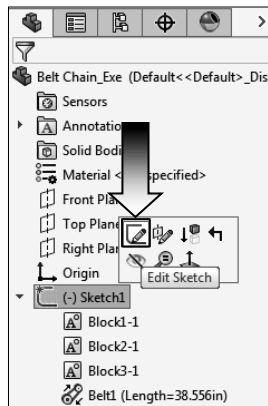 Belt Chain_Exe (Default<<Default>_Dis
Sensors
Annotatio
Solid Bodi
Material < specified>
Front Pla
Top Plane
Right Plan
Edit Sketch
Origin
(-) Sketch1
Block1-1
Block2-1
Block3-1
Belt1 (Length=38.556in)